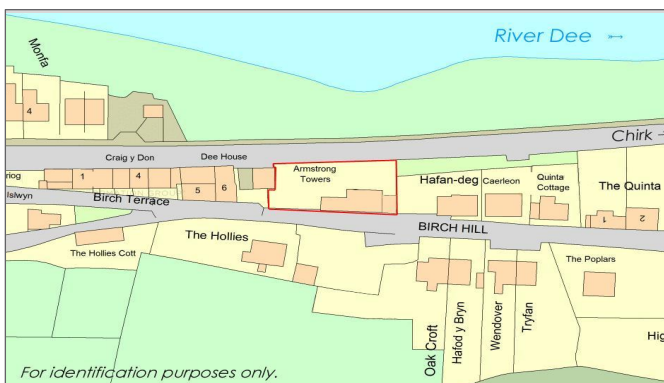 River Dee
Monfa
4
Chirk
Craig y Don
Dee House
Armstrong
Towers
riog
1
4
5
6
Hafan-deg
Caerleon
Quinta
Cottage
The Quinta
1
2
Islwyn
Birch Terrace
BIRCH HILL
The Hollies
The Hollies Cott
The Poplars
Oak Croft
Hafod y Bryn
Wendover
Tryfan
Hig
For identification purposes only.